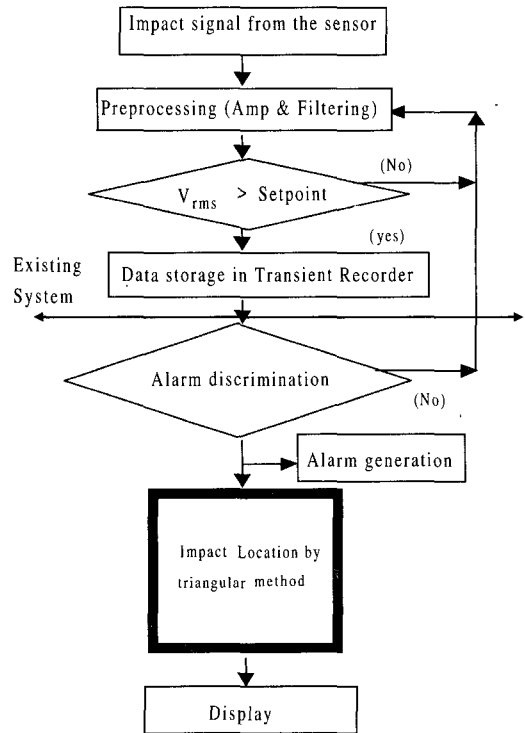 Impact signal from the sensor
Preprocessing (Amp & Filtering)
(No)
Vrms > Setpoint
(yes)
Existing
System
Data storage in Transient Recorder
Alarm discrimination
(No)
Alarm generation
Impact Location by
triangular method
Display